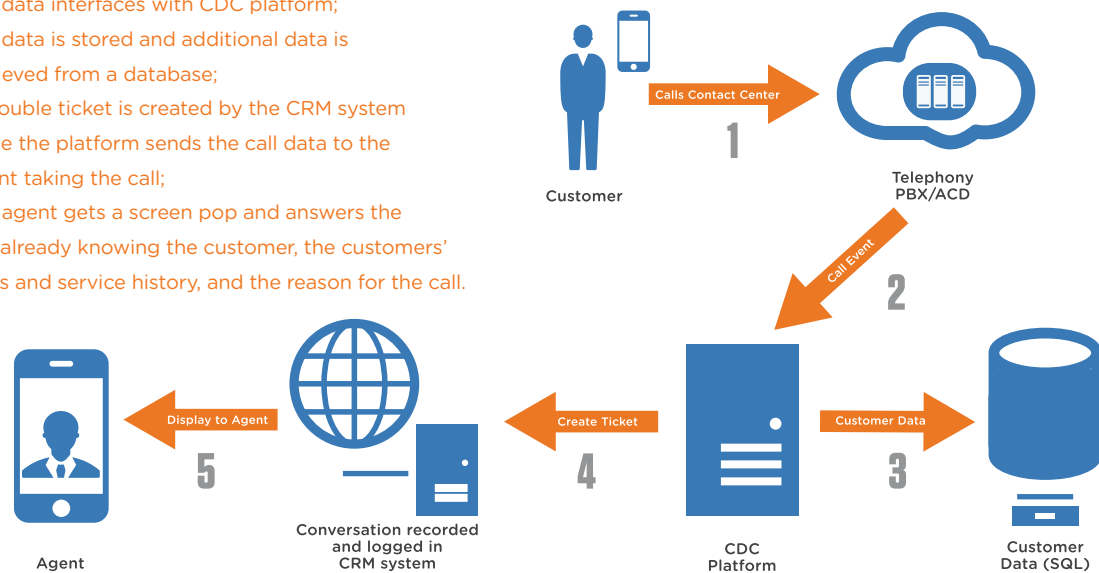 data interfaces with CDC platform;
data is stored and additional data is
ieved from a database;
ouble ticket is created by the CRM system
e the platform sends the call data to the
nt taking the call;
agent gets a screen pop and answers the
already knowing the customer, the customers’
s and service history, and the reason for the call.
Calls Contact Center
1
Customer
Telephony
PBX/ACD
Call Event
2
Display to Agent
5
Create Ticket
4
Customer Data
3
Agent
Conversation recorded
and logged in
CRM system
CDC
Platform
Customer
Data (SQL)